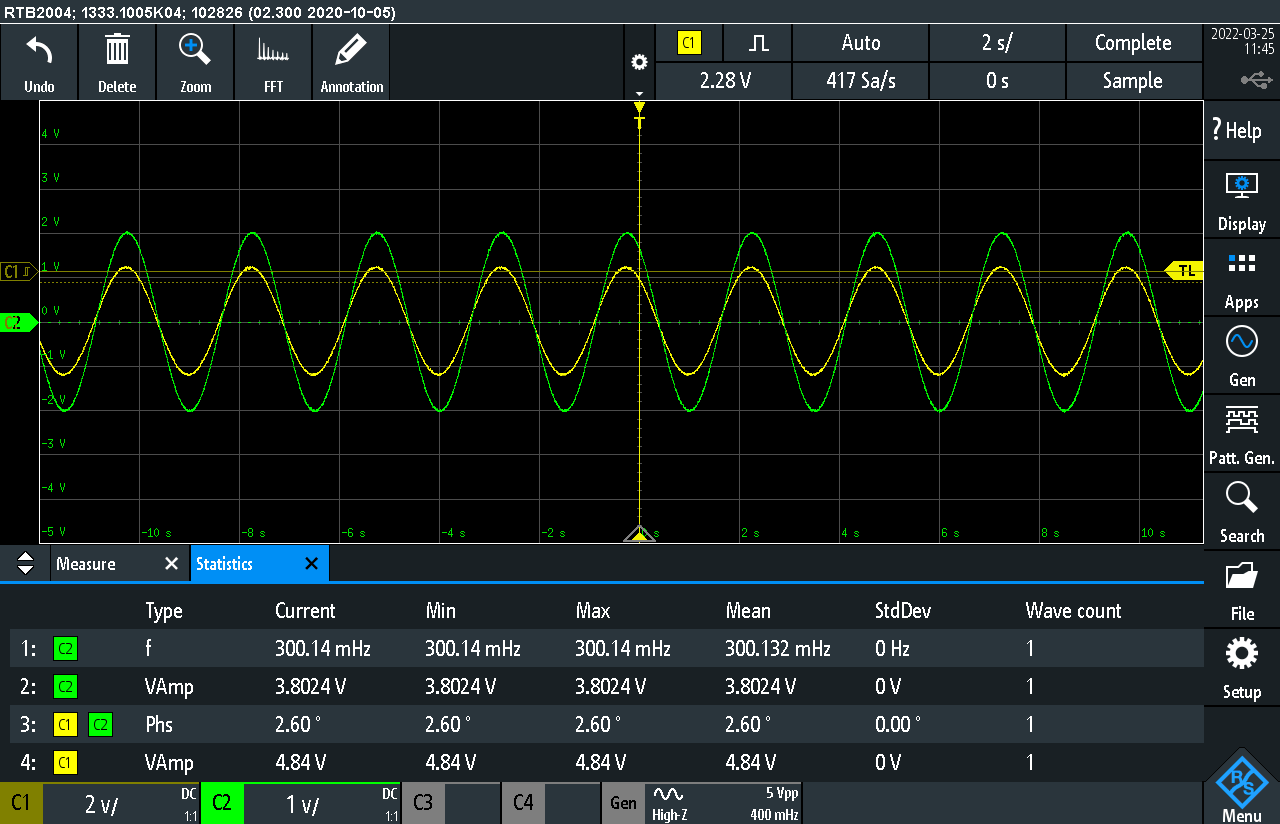 RTB2004; 1333.1005K04; 102826 (02.300 2020-10-05)
Undo Delete Zoom FFT Annotation
C1 Auto 2 s/ Complete
2.28 V 417 Sa/s 0 s Sample
2022-03-25
11:45
T
4 V
3 V
2 V
1 V
0 V
-1 V
-2 V
-3 V
-4 V
-5 V
C1
C2
TL
-10 s -8 s -6 s -4 s -2 s 2 s 4 s 6 s 8 s 10 s
? Help
Display
Apps
Gen
Patt. Gen.
Search
File
Setup
R&S
Menu
Measure Statistics
Type Current Min Max Mean StdDev Wave count
1: C2 f 300.14 mHz 300.14 mHz 300.14 mHz 300.132 mHz 0 Hz 1
2: C2 VAmp 3.8024 V 3.8024 V 3.8024 V 3.8024 V 0 V 1
3: C1 C2 Phs 2.60 ° 2.60 ° 2.60 ° 2.60 ° 0.00 ° 1
4: C1 VAmp 4.84 V 4.84 V 4.84 V 4.84 V 0 V 1
C1 2 V/ DC 1:1 C2 1 V/ DC 1:1 C3 C4 Gen High-Z 5 Vpp 400 mHz